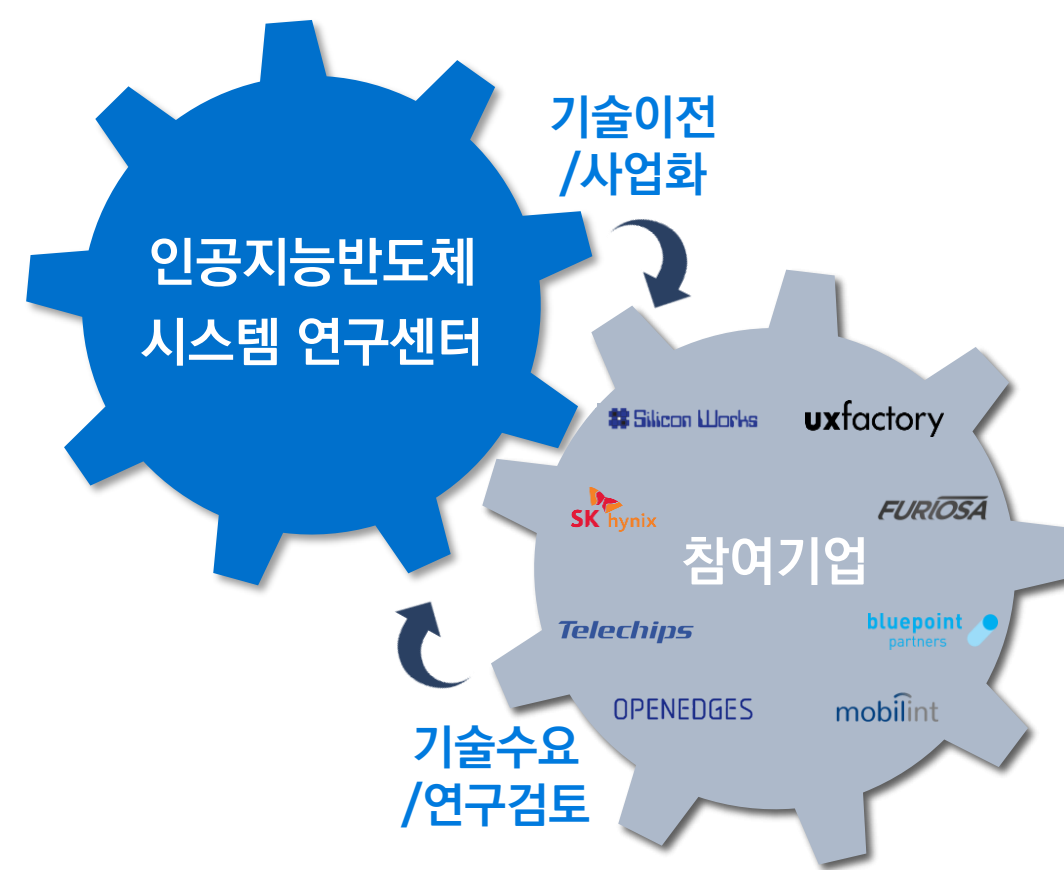 기술이전
/사업화
인공지능반도체
시스템 연구센터
Silicon Works
uxfactory
SK hynix
FURIOSA
참여기업
Telechips
bluepoint
partners
OPENEDGES
mobilint
기술수요
/연구검토